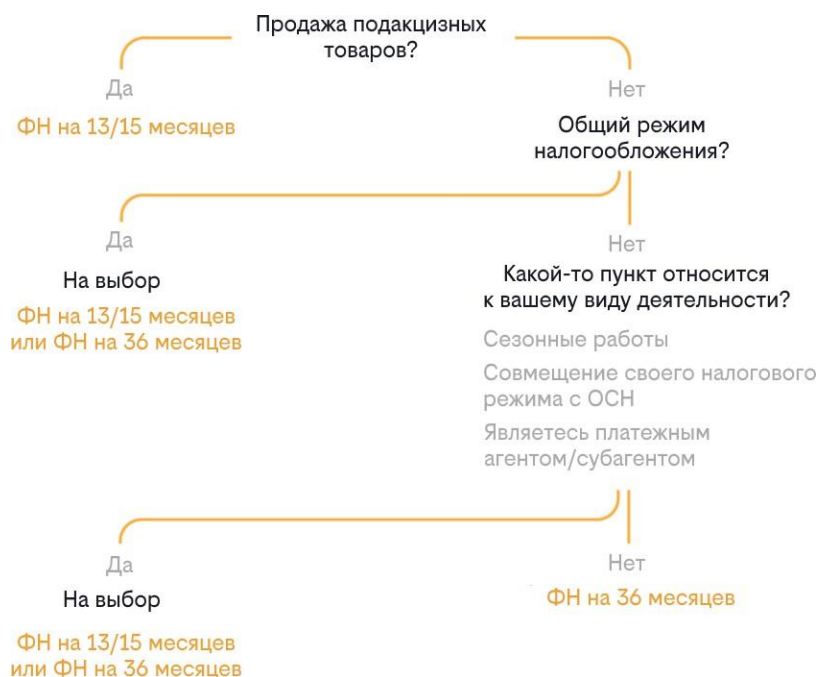 Продажа подакцизных
товаров?
Да
Нет
ФН на 13/15 месяцев
Общий режим
налогообложения?
Да
Нет
На выбор
ФН на 13/15 месяцев
или ФН на 36 месяцев
Какой-то пункт относится
к вашему виду деятельности?
Сезонные работы
Совмещение своего налогового
режима с ОСН
Являетесь платежным
агентом/субагентом
Да
Нет
На выбор
ФН на 36 месяцев
ФН на 13/15 месяцев
или ФН на 36 месяцев